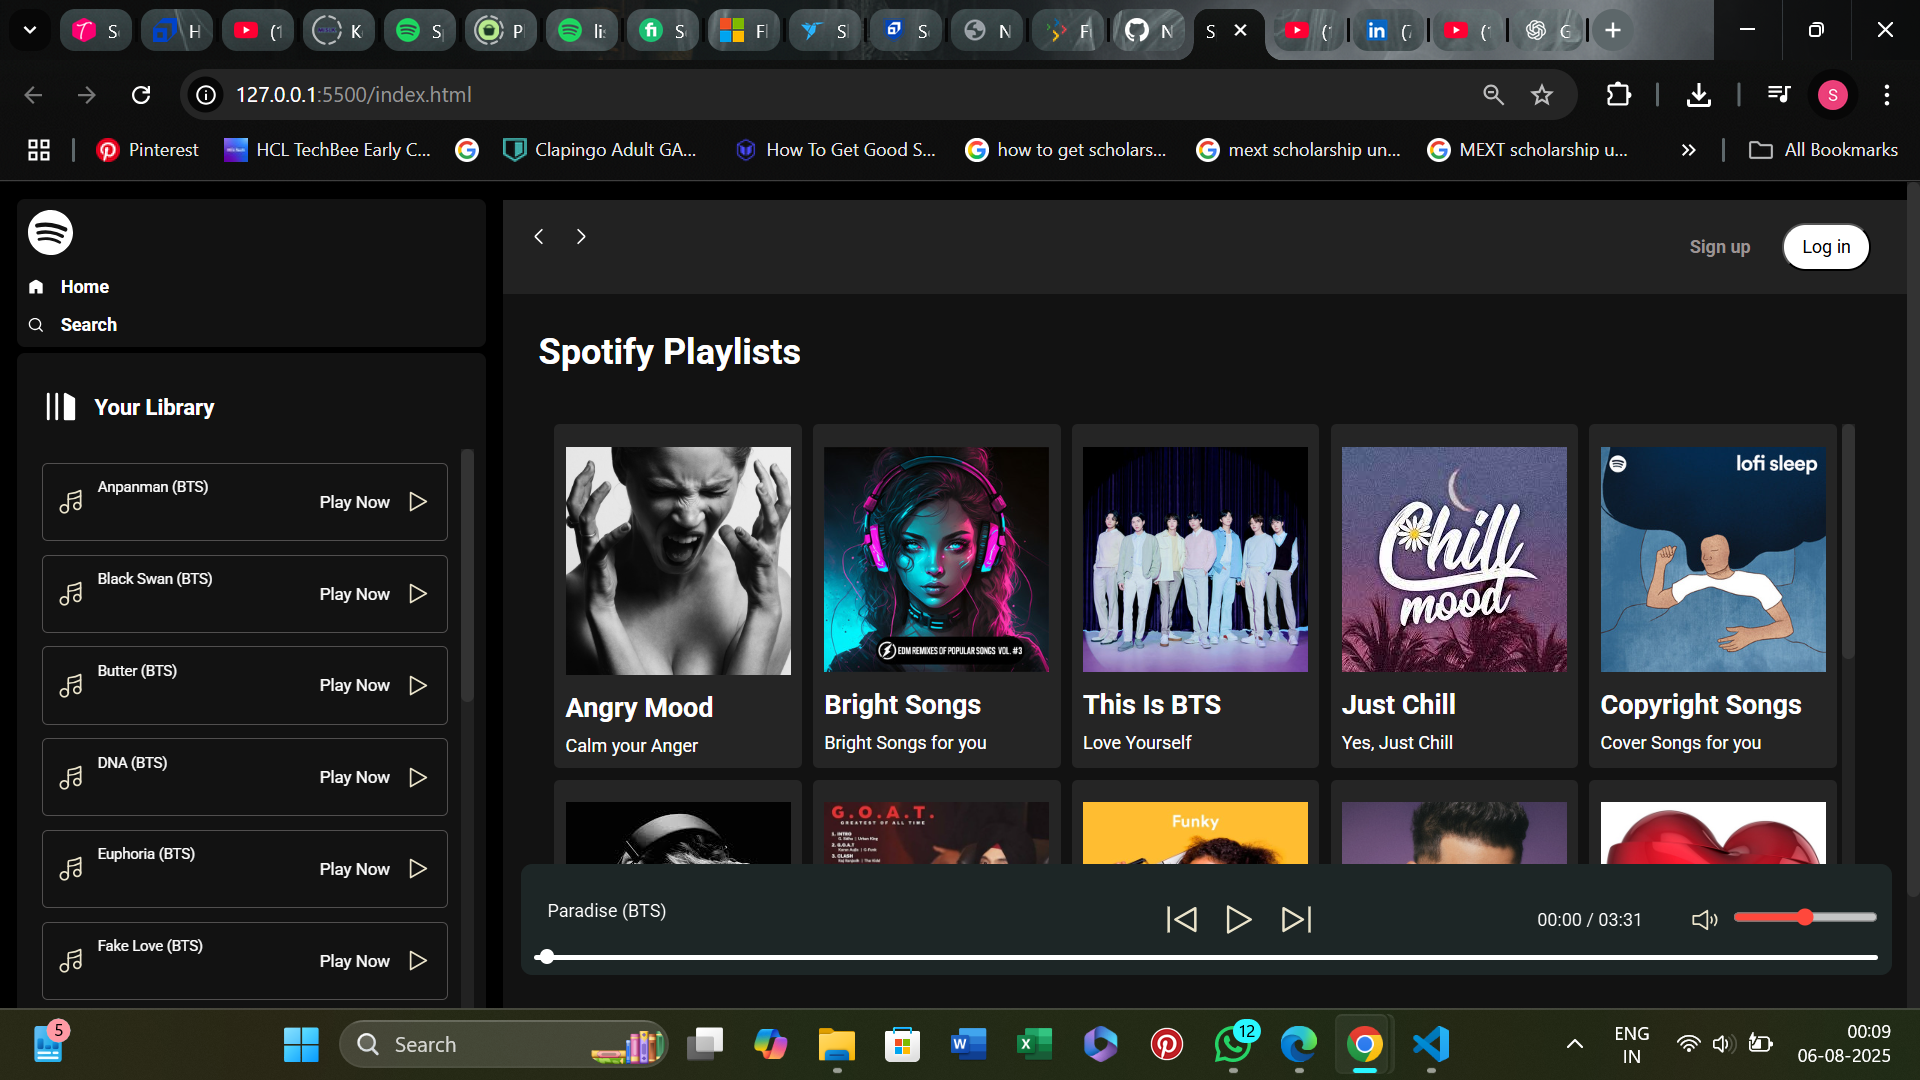 127.0.0.1:5500/index.html
S
Pinterest
HCL TechBee Early C...
Clapingo Adult GA...
How To Get Good S...
how to get scholars...
mext scholarship un...
MEXT scholarship u...
All Bookmarks
Home
Search
Sign up
Log in
Your Library
Spotify Playlists
Anpanman (BTS)
Play Now
Black Swan (BTS)
Play Now
Butter (BTS)
Play Now
DNA (BTS)
Play Now
Euphoria (BTS)
Play Now
Fake Love (BTS)
Play Now
EDM REMIXES OF POPULAR SONGS VOL. #3
Chill
mood
lofi sleep
Angry Mood
Calm your Anger
Bright Songs
Bright Songs for you
This Is BTS
Love Yourself
Just Chill
Yes, Just Chill
Copyright Songs
Cover Songs for you
G.O.A.T.
GREATEST OF ALL TIME
1. INTRO
2. G.O.A.T
3. CLASH
Funky
Paradise (BTS)
00:00 / 03:31
5
Search
12
ENG
IN
00:09
06-08-2025